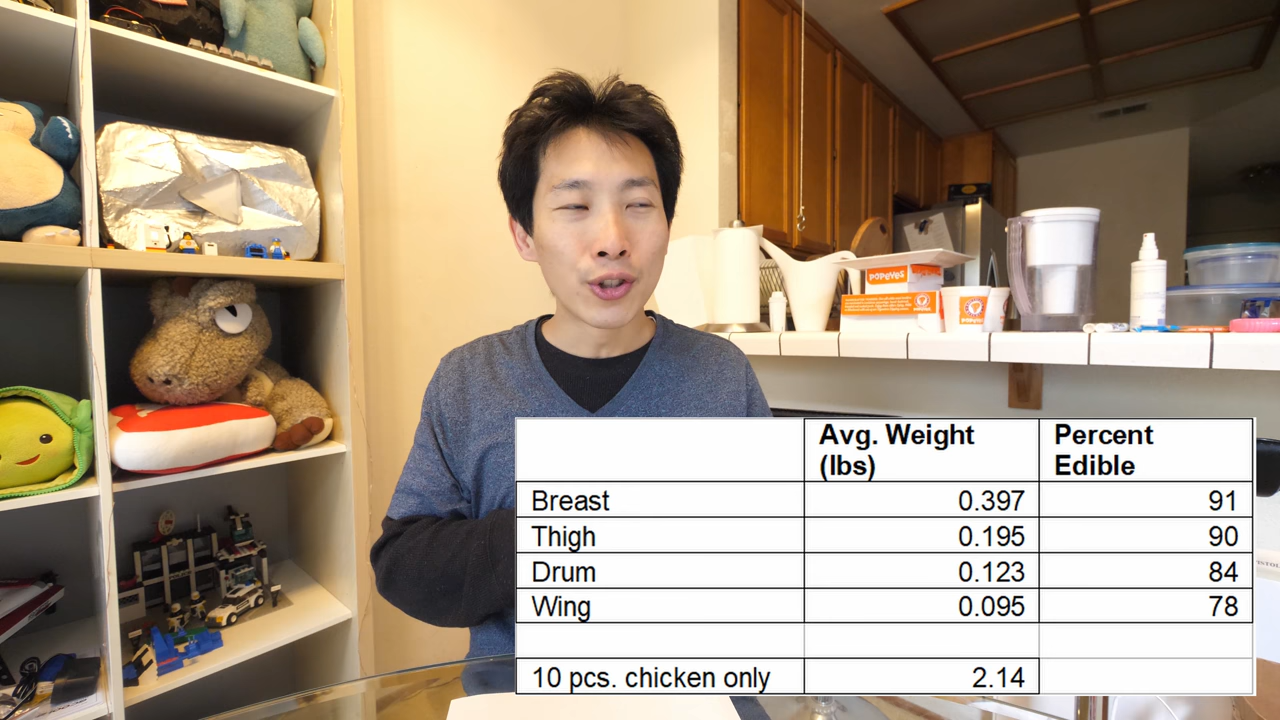 POPEYES
POPEYES
Avg. Weight Percent
(lbs) Edible
Breast 0.397 91
Thigh 0.195 90
Drum 0.123 84
Wing 0.095 78
10 pcs. chicken only 2.14